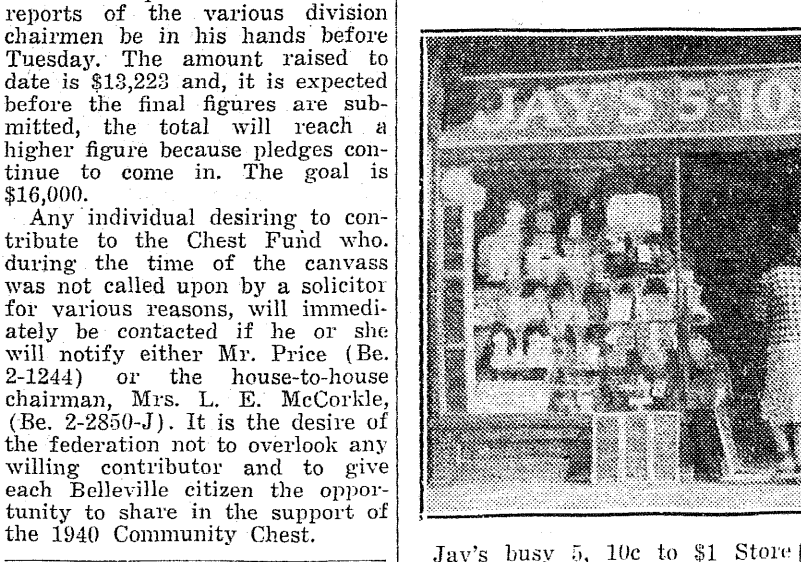 reports of the various division
chairmen be in his hands before
Tuesday. The amount raised to
date is $13,223 and, it is expected
before the final figures are sub-
mitted, the total will reach a
higher figure because pledges con-
tinue to come in. The goal is
$16,000.
Any individual desiring to con-
tribute to the Chest Fund who.
during the time of the canvass
was not called upon by a solicitor
for various reasons, will immedi-
ately be contacted if he or she
will notify either Mr. Price (Be.
2-1244) or the house-to-house
chairman, Mrs. L. E. McCorkle,
(Be. 2-2850-J). It is the desire of
the federation not to overlook any
willing contributor and to give
each Belleville citizen the oppor-
tunity to share in the support of
the 1940 Community Chest.
JAY'S 5-10
Jay's busy 5, 10c to $1 Store